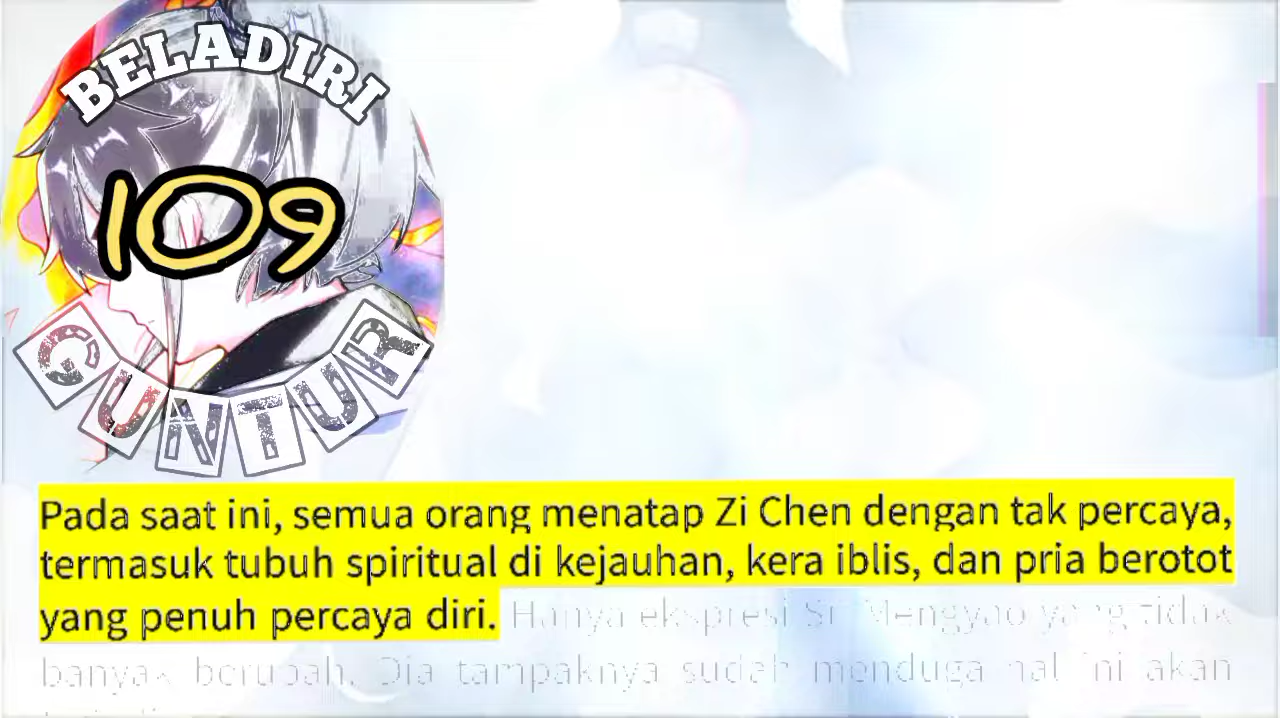 BELADIRI
109
GUNTUR
Pada saat ini, semua orang menatap Zi Chen dengan tak percaya,
termasuk tubuh spiritual di kejauhan, kera iblis, dan pria berotot
yang penuh percaya diri. Hanya ekspresi Mengyao yang tidak
banyak berubah. Dia tampaknya sudah menduga hal ini akan